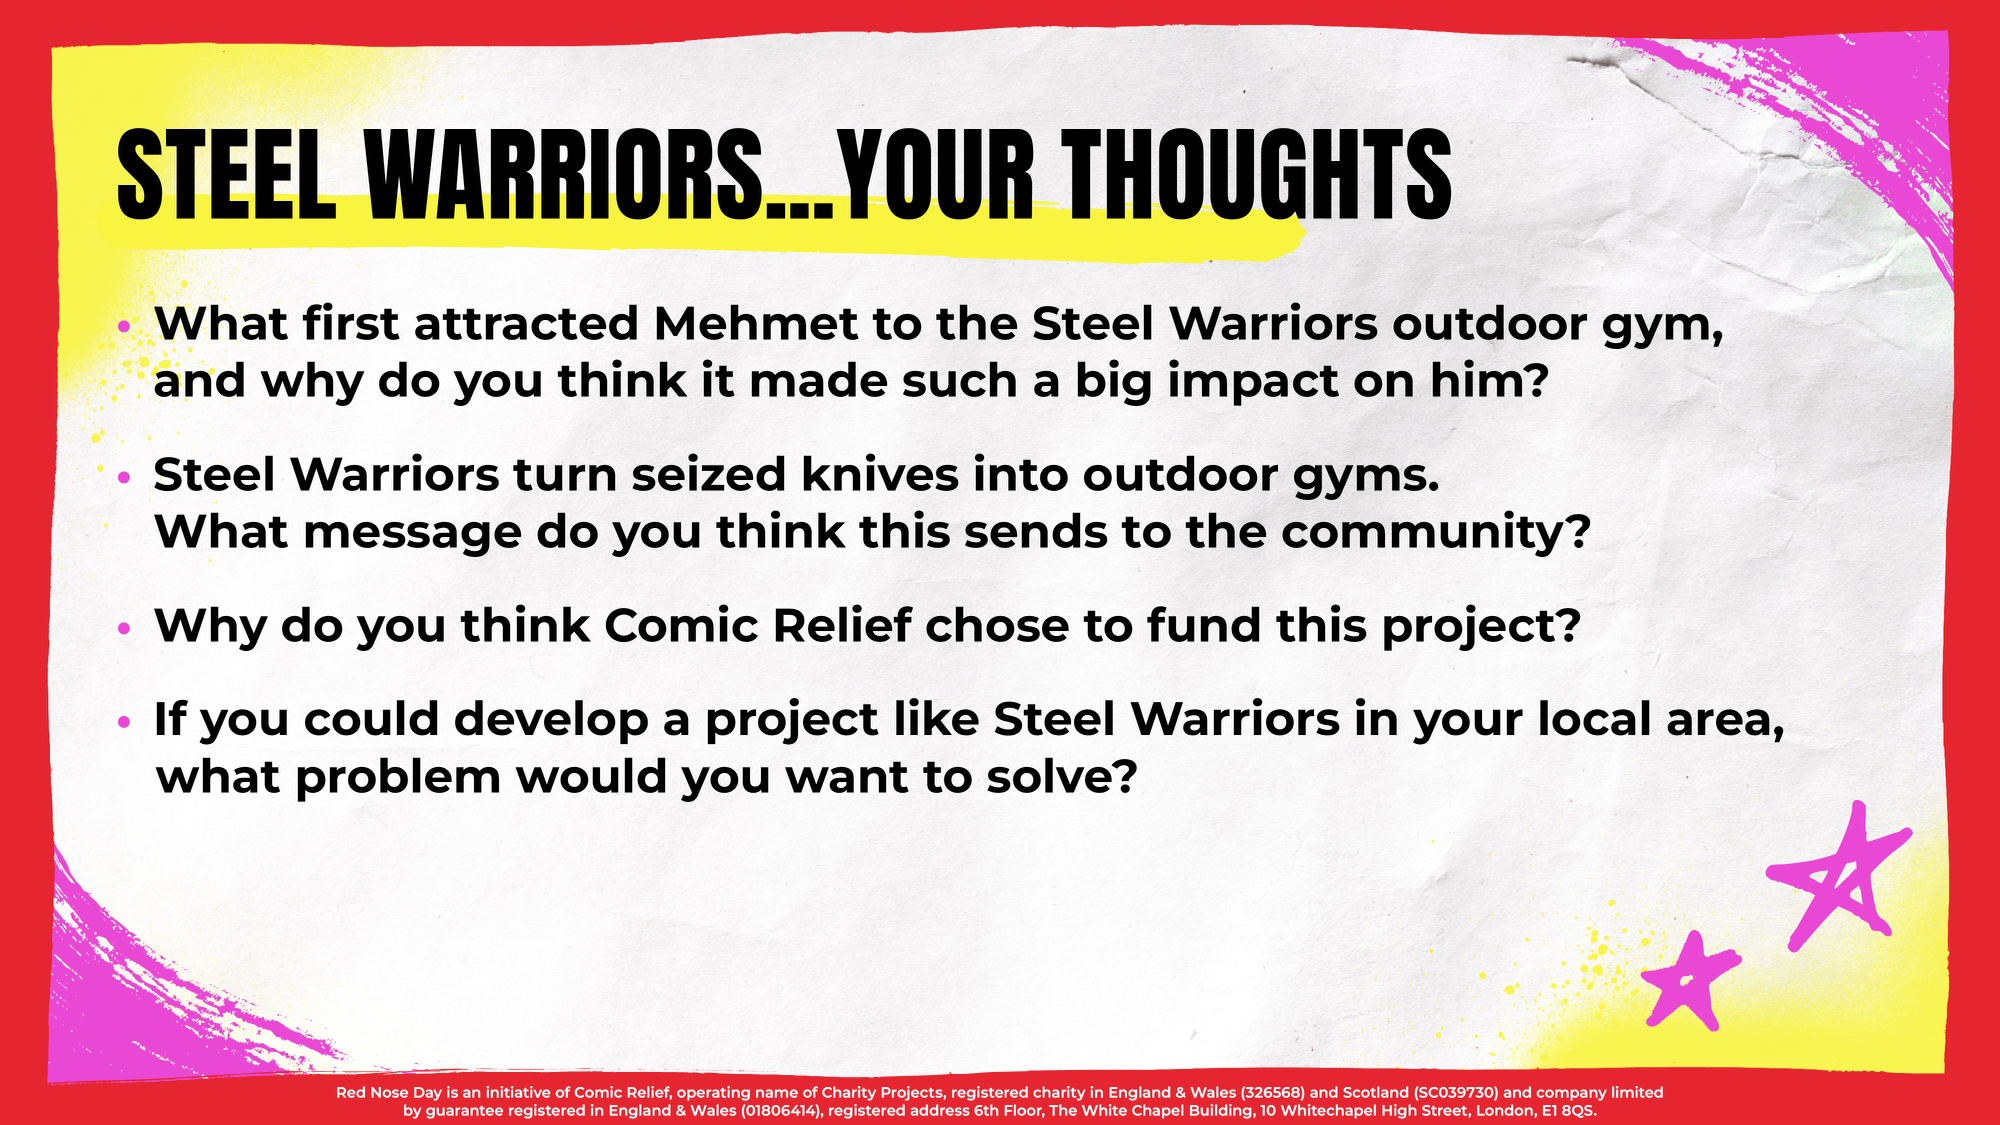 STEEL WARRIORS...YOUR THOUGHTS
• What first attracted Mehmet to the Steel Warriors outdoor gym,
and why do you think it made such a big impact on him?
• Steel Warriors turn seized knives into outdoor gyms.
What message do you think this sends to the community?
• Why do you think Comic Relief chose to fund this project?
• If you could develop a project like Steel Warriors in your local area,
what problem would you want to solve?
Red Nose Day is an initiative of Comic Relief, operating name of Charity Projects, registered charity in England & Wales (326568) and Scotland (SC039730) and company limited
by guarantee registered in England & Wales (01806414), registered address 6th Floor, The White Chapel Building, 10 Whitechapel High Street, London, E1 8QS.